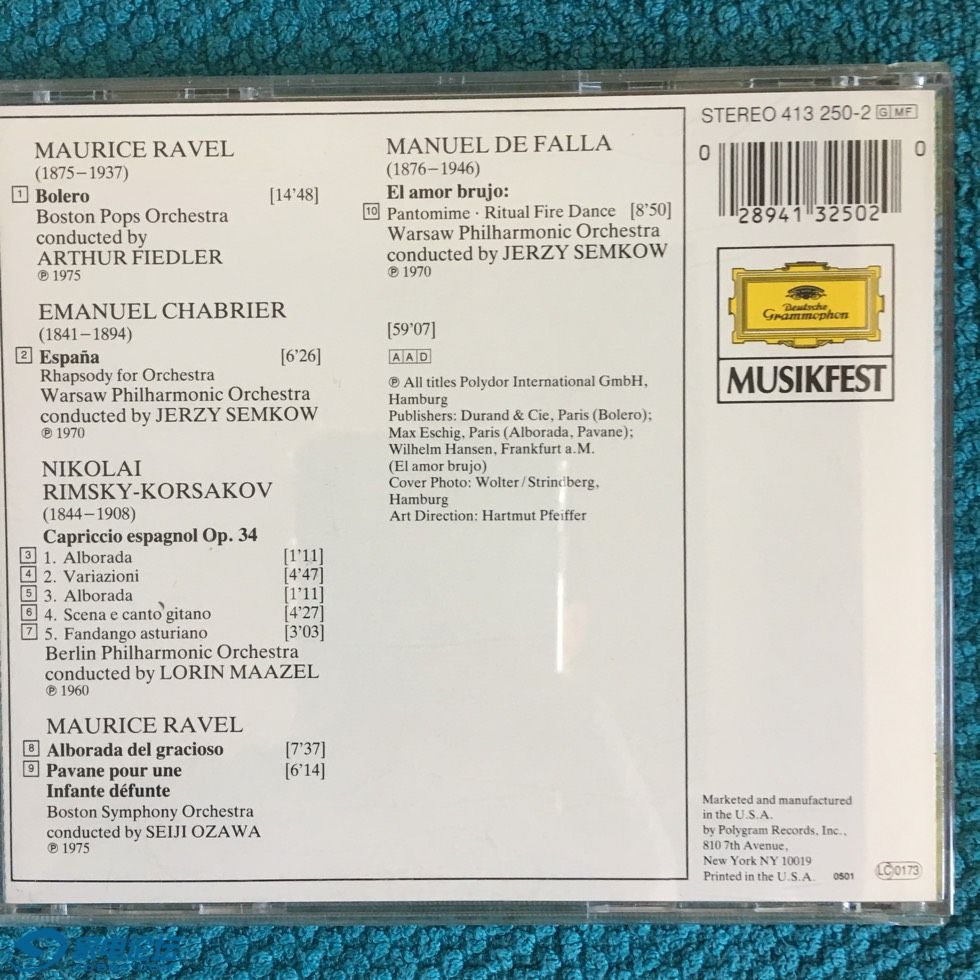 MAURICE RAVEL
(1875–1937)
1 Bolero [14'48]
Boston Pops Orchestra
conducted by
ARTHUR FIEDLER
℗ 1975
EMANUEL CHABRIER
(1841–1894)
2 España [6'26]
Rhapsody for Orchestra
Warsaw Philharmonic Orchestra
conducted by JERZY SEMKOW
℗ 1970
NIKOLAI
RIMSKY-KORSAKOV
(1844–1908)
Capriccio espagnol Op. 34
3 1. Alborada [1'11]
4 2. Variazioni [4'47]
5 3. Alborada [1'11]
6 4. Scena e canto gitano [4'27]
7 5. Fandango asturiano [3'03]
Berlin Philharmonic Orchestra
conducted by LORIN MAAZEL
℗ 1960
MAURICE RAVEL
8 Alborada del gracioso [7'37]
9 Pavane pour une [6'14]
Infante défunte
Boston Symphony Orchestra
conducted by SEIJI OZAWA
℗ 1975
MANUEL DE FALLA
(1876–1946)
El amor brujo:
10 Pantomime · Ritual Fire Dance [8'50]
Warsaw Philharmonic Orchestra
conducted by JERZY SEMKOW
℗ 1970
[59'07]
AAD
℗ All titles Polydor International GmbH,
Hamburg
Publishers: Durand & Cie, Paris (Bolero);
Max Eschig, Paris (Alborada, Pavane);
Wilhelm Hansen, Frankfurt a.M.
(El amor brujo)
Cover Photo: Wolter/Strindberg,
Hamburg
Art Direction: Hartmut Pfeiffer
STEREO 413 250-2 G MF
0 28941 32502 0
Deutsche
Grammophon
MUSIKFEST
Marketed and manufactured
in the U.S.A.
by Polygram Records, Inc.,
810 7th Avenue,
New York NY 10019
Printed in the U.S.A. 0501 LC 0173